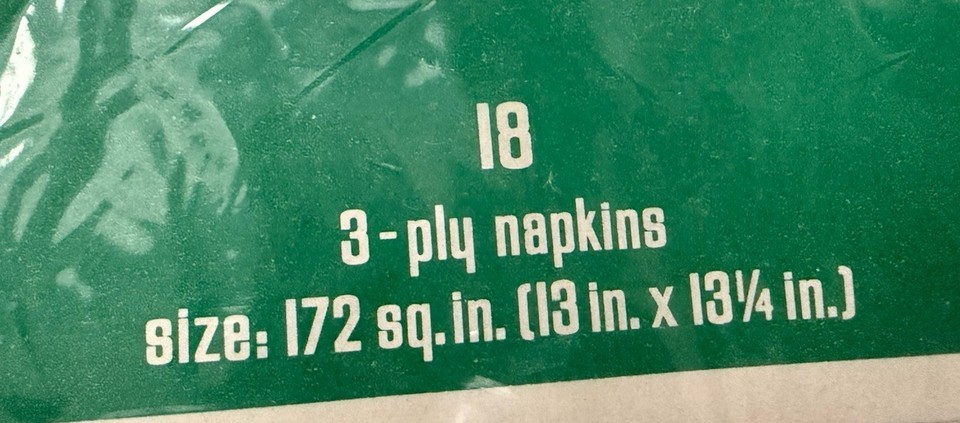 18
3-ply napkins
size: 172 sq. in. (13 in. x 13¼ in.)